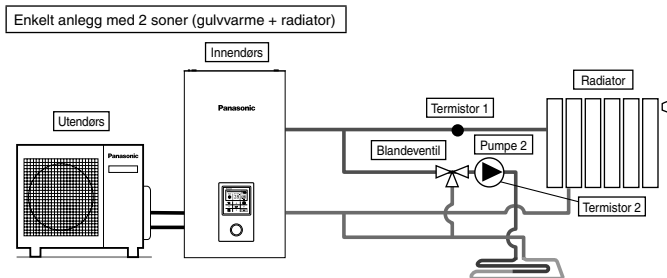 Enkelt anlegg med 2 soner (gulvvarme + radiator)
Innendørs
Panasonic
Radiator
Termistor 1
Utendørs
Blandeventil
Pumpe 2
Panasonic
Termistor 2